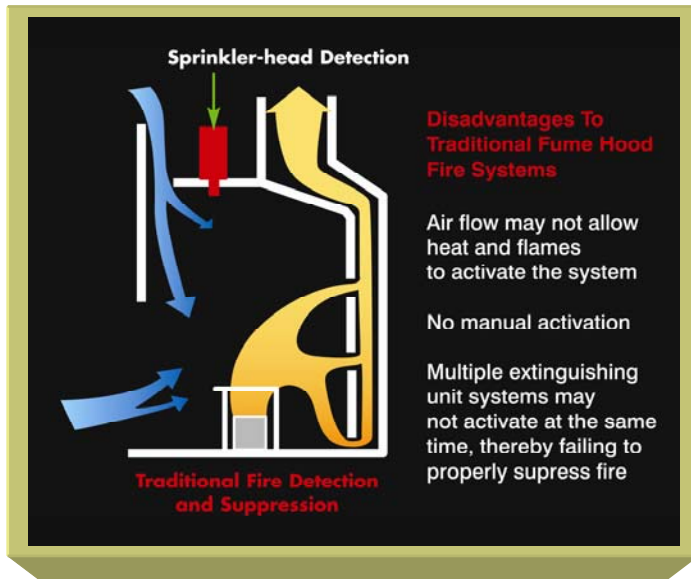 Sprinkler-head Detection
Disadvantages To
Traditional Fume Hood
Fire Systems
Air flow may not allow
heat and flames
to activate the system
No manual activation
Multiple extinguishing
unit systems may
not activate at the same
time, thereby failing to
properly supress fire
Traditional Fire Detection
and Suppression